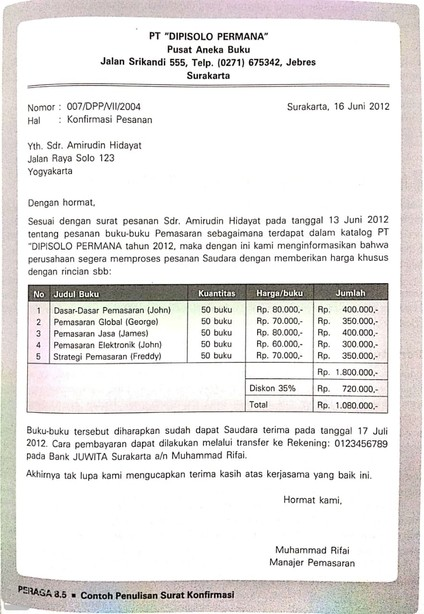 PT "DIPISOLO PERMANA"
Pusat Aneka Buku
Jalan Srikandi 555, Telp. (0271) 675342, Jebres
Surakarta
Nomor : 007/DPP/VII/2004 Surakarta, 16 Juni 2012
Hal : Konfirmasi Pesanan
Yth. Sdr. Amirudin Hidayat
Jalan Raya Solo 123
Yogyakarta
Dengan hormat,
Sesuai dengan surat pesanan Sdr. Amirudin Hidayat pada tanggal 13 Juni 2012
tentang pesanan buku-buku Pemasaran sebagaimana terdapat dalam katalog PT
"DIPISOLO PERMANA tahun 2012, maka dengan ini kami menginformasikan bahwa
perusahaan segera memproses pesanan Saudara dengan memberikan harga khusus
dengan rincian sbb:
No Judul Buku Kuantitas Harga/buku Jumlah
1 Dasar-Dasar Pemasaran (John) 50 buku Rp. 80.000,- Rp. 400.000,-
2 Pemasaran Global (George) 50 buku Rp. 70.000,- Rp. 350.000,-
3 Pemasaran Jasa (James) 50 buku Rp. 80.000,- Rp. 400.000,-
4 Pemasaran Elektronik (John) 50 buku Rp. 60.000,- Rp. 300.000,-
5 Strategi Pemasaran (Freddy) 50 buku Rp. 70.000,- Rp. 350.000,-
Rp. 1.800.000,-
Diskon 35% Rp. 720.000,-
Total Rp. 1.080.000,-
Buku-buku tersebut diharapkan sudah dapat Saudara terima pada tanggal 17 Juli
2012. Cara pembayaran dapat dilakukan melalui transfer ke Rekening: 0123456789
pada Bank JUWITA Surakarta a/n Muhammad Rifai.
Akhirnya tak lupa kami mengucapkan terima kasih atas kerjasama yang baik ini.
Hormat kami,
Muhammad Rifai
Manajer Pemasaran
PERAGA 8.5 ■ Contoh Penulisan Surat Konfirmasi